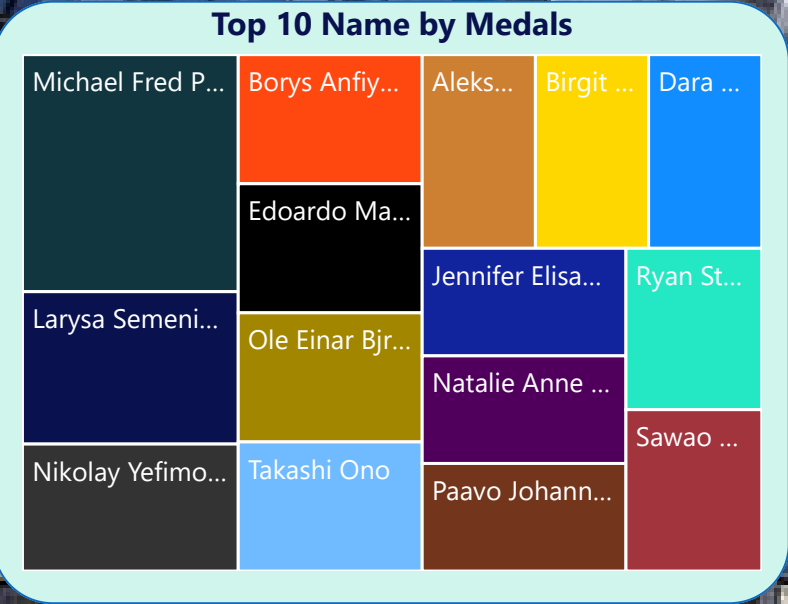 Top 10 Name by Medals
Michael Fred P...
Larysa Semeni...
Nikolay Yefimo...
Borys Anfiy...
Edoardo Ma...
Ole Einar Bjr...
Takashi Ono
Aleks...
Birgit ...
Dara ...
Jennifer Elisa...
Natalie Anne ...
Paavo Johann...
Ryan St...
Sawao ...